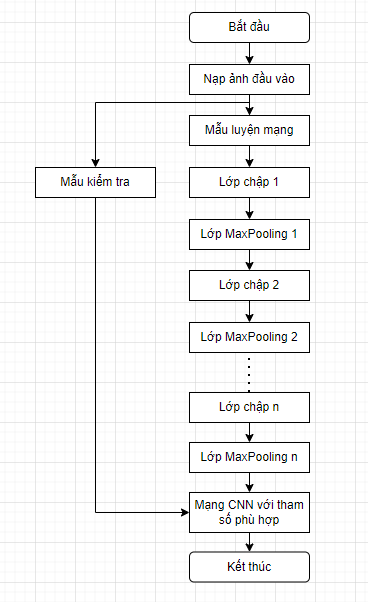 Bắt đầu
Nạp ảnh đầu vào
Mẫu luyện mạng
Mẫu kiểm tra
Lớp chập 1
Lớp MaxPooling 1
Lớp chập 2
Lớp MaxPooling 2
Lớp chập n
Lớp MaxPooling n
Mạng CNN với tham
số phù hợp
Kết thúc